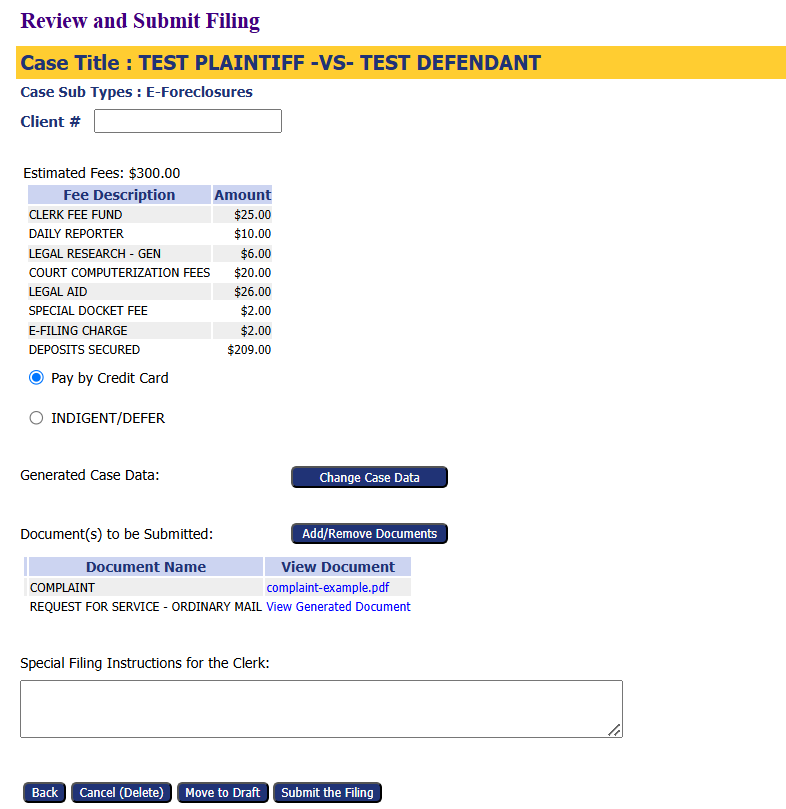 Review and Submit Filing
Case Title : TEST PLAINTIFF -VS- TEST DEFENDANT
Case Sub Types : E-Foreclosures
Client #
Estimated Fees: $300.00
Fee Description Amount
CLERK FEE FUND $25.00
DAILY REPORTER $10.00
LEGAL RESEARCH - GEN $6.00
COURT COMPUTERIZATION FEES $20.00
LEGAL AID $26.00
SPECIAL DOCKET FEE $2.00
E-FILING CHARGE $2.00
DEPOSITS SECURED $209.00
Pay by Credit Card
INDIGENT/DEFER
Generated Case Data: Change Case Data
Document(s) to be Submitted: Add/Remove Documents
Document Name View Document
COMPLAINT complaint-example.pdf
REQUEST FOR SERVICE - ORDINARY MAIL View Generated Document
Special Filing Instructions for the Clerk:
Back Cancel (Delete) Move to Draft Submit the Filing